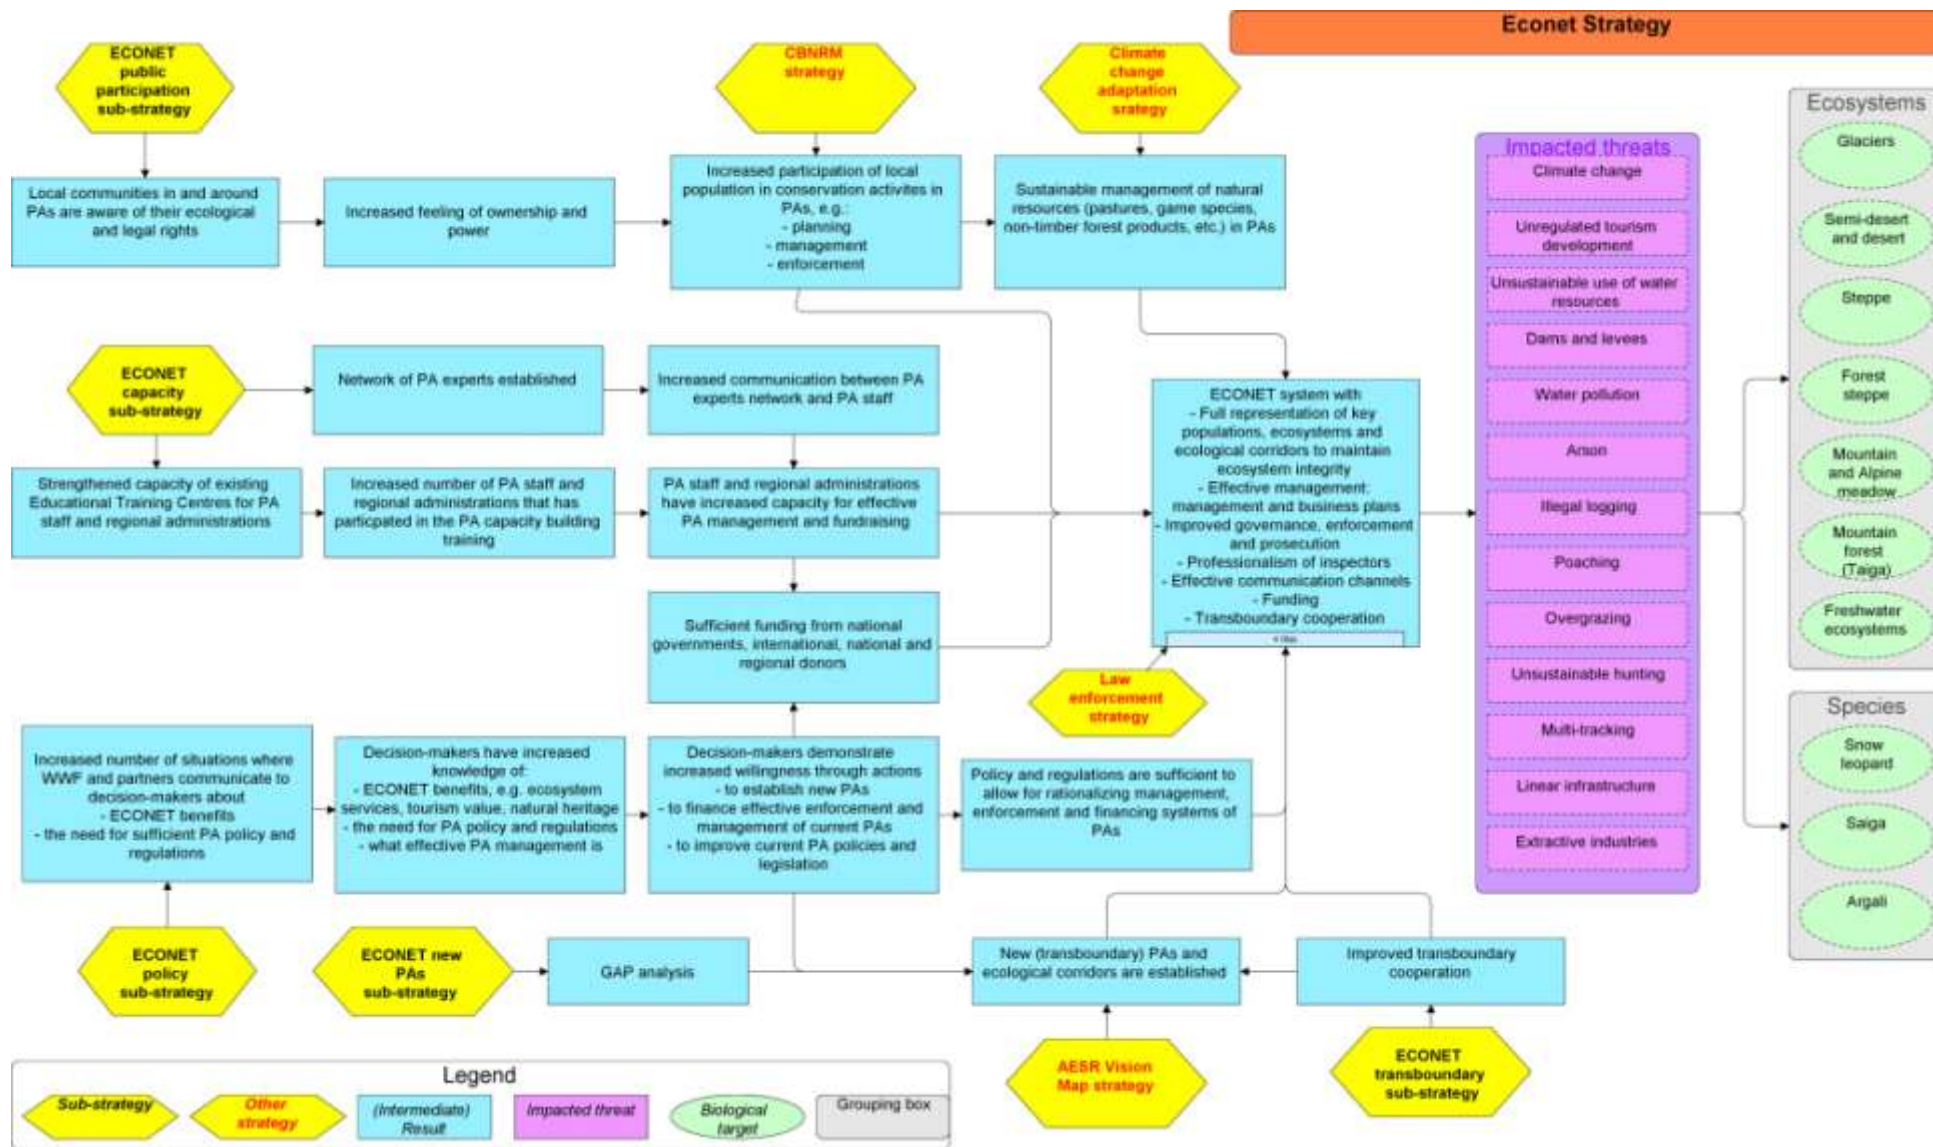 Econet Strategy
ECONET
public
participation
sub-strategy
CBNRM
strategy
Climate
change
adaptation
srategy
Local communities in and around
PAs are aware of their ecological
and legal rights
Increased feeling of ownership and
power
Increased participation of local
population in conservation activites in
PAs, e.g.:
- planning
- management
- enforcement
Sustainable management of natural
resources (pastures, game species,
non-timber forest products, etc.) in PAs
ECONET
capacity
sub-strategy
Network of PA experts established
Increased communication between PA
experts network and PA staff
Strengthened capacity of existing
Educational Training Centres for PA
staff and regional administrations
Increased number of PA staff and
regional administrations that has
particpated in the PA capacity building
training
PA staff and regional administrations
have increased capacity for effective
PA management and fundraising
Sufficient funding from national
governments, international, national and
regional donors
ECONET system with
- Full representation of key
populations, ecosystems and
ecological corridors to maintain
ecosystem integrity
- Effective management;
management and business plans
- Improved governance, enforcement
and prosecution
- Professionalism of inspectors
- Effective communication channels
- Funding
- Transboundary cooperation
Law
enforcement
strategy
Increased number of situations where
WWF and partners communicate to
decision-makers about
- ECONET benefits
- the need for sufficient PA policy and
regulations
Decision-makers have increased
knowledge of:
- ECONET benefits, e.g. ecosystem
services, tourism value, natural heritage
- the need for PA policy and regulations
- what effective PA management is
Decision-makers demonstrate
increased willingness through actions
- to establish new PAs
- to finance effective enforcement and
management of current PAs
- to improve current PA policies and
legislation
Policy and regulations are sufficient to
allow for rationalizing management,
enforcement and financing systems of
PAs
ECONET
policy
sub-strategy
ECONET new
PAs
sub-strategy
GAP analysis
New (transboundary) PAs and
ecological corridors are established
Improved transboundary
cooperation
AESR Vision
Map strategy
ECONET
transboundary
sub-strategy
Impacted threats
Climate change
Unregulated tourism
development
Unsustainable use of water
resources
Dams and levees
Water pollution
Arson
Illegal logging
Poaching
Overgrazing
Unsustainable hunting
Multi-tracking
Linear infrastructure
Extractive industries
Ecosystems
Glaciers
Semi-desert
and desert
Steppe
Forest
steppe
Mountain
and Alpine
meadow
Mountain
forest
(Taiga)
Freshwater
ecosystems
Species
Snow
leopard
Saiga
Argali
Legend
Sub-strategy
Other
strategy
(Intermediate)
Result
Impacted threat
Biological
target
Grouping box